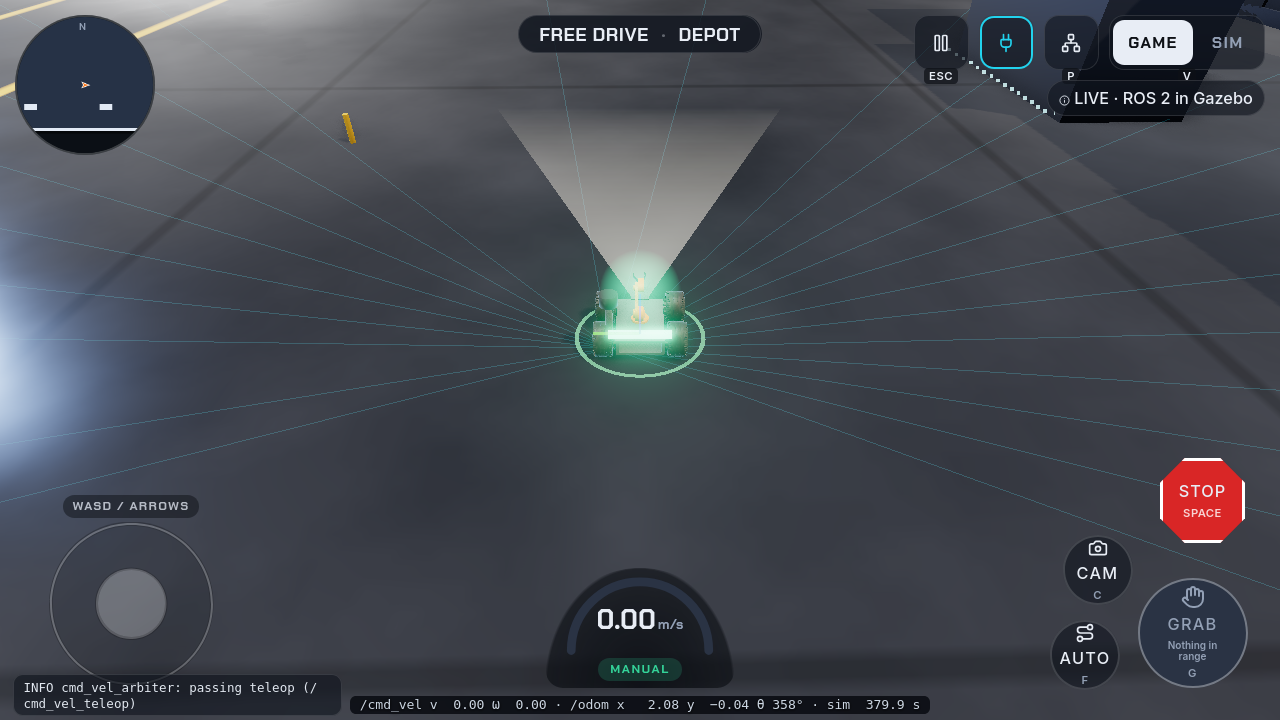 N
FREE DRIVE · DEPOT
GAME SIM
ESC P V
LIVE · ROS 2 in Gazebo
WASD / ARROWS
STOP
SPACE
CAM
C
GRAB
Nothing in
range
G
AUTO
F
0.00 m/s
MANUAL
INFO cmd_vel_arbiter: passing teleop (/
cmd_vel_teleop)
/cmd_vel v 0.00 ω 0.00 · /odom x 2.08 y −0.04 θ 358° · sim 379.9 s